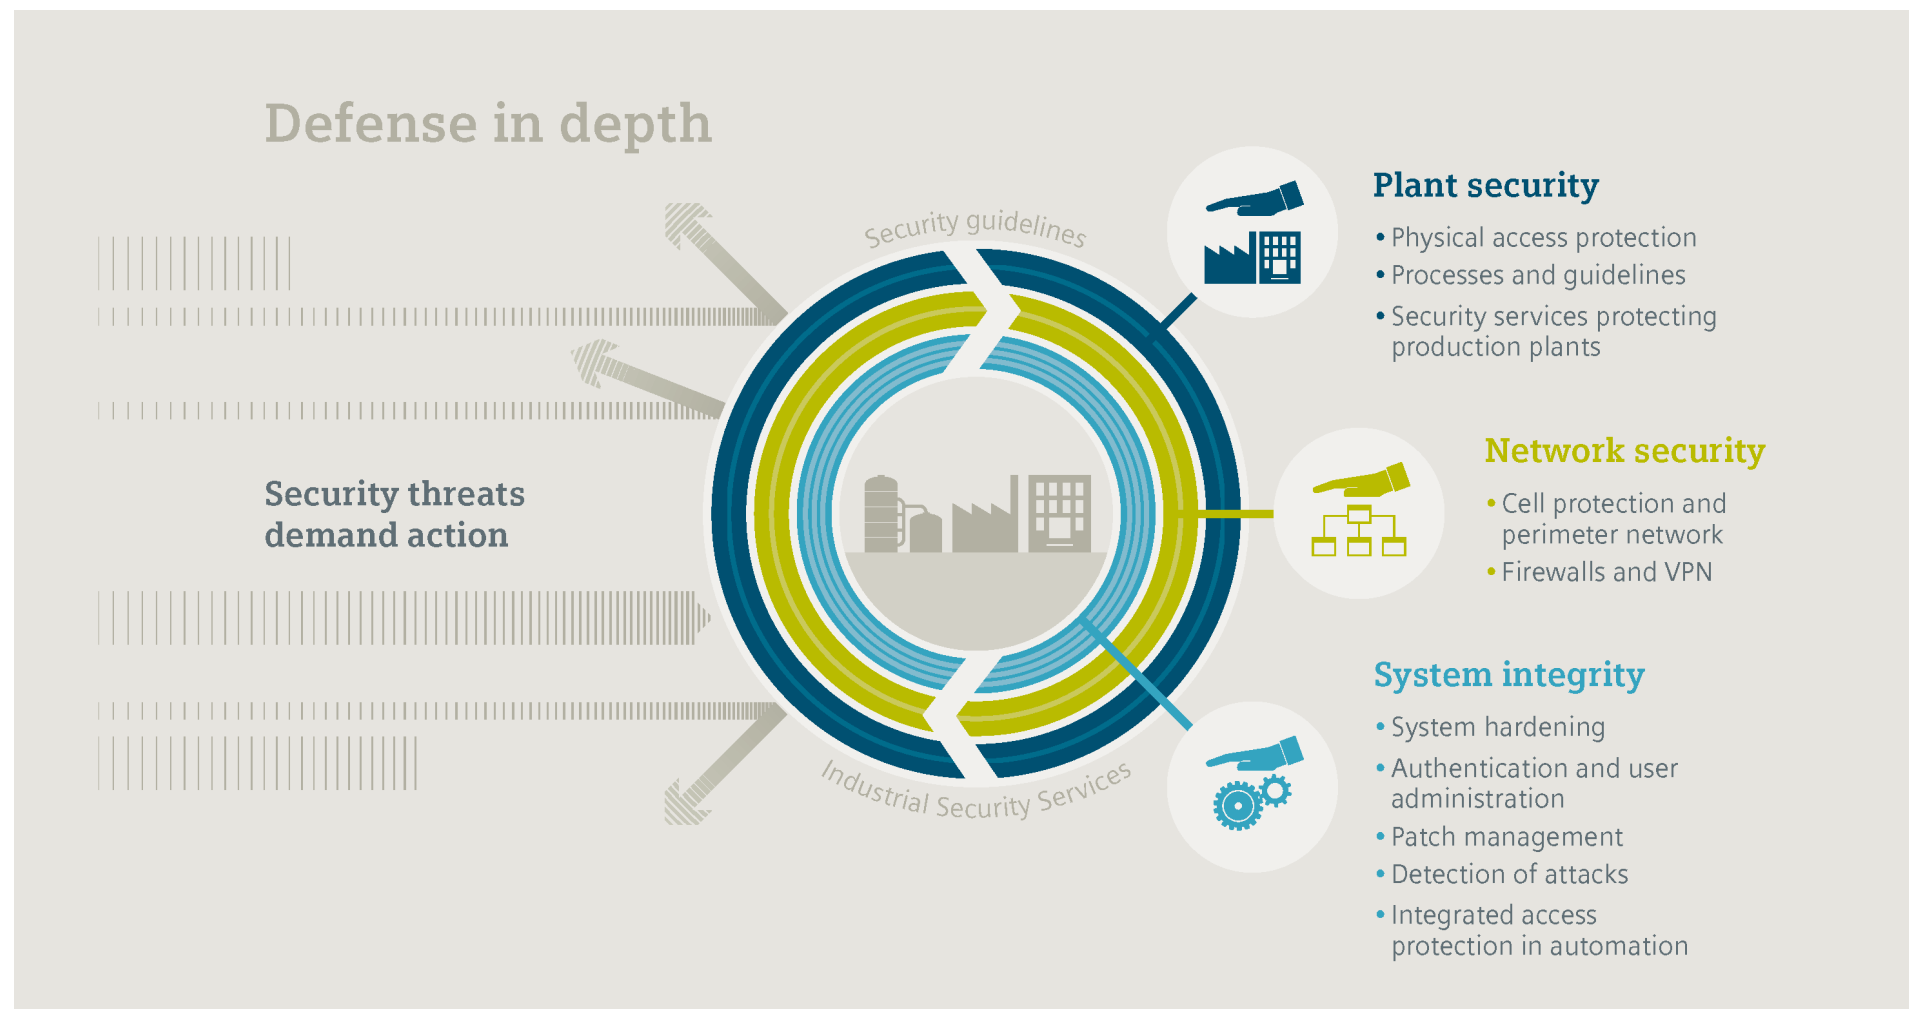 Defense in depth
Security guidelines
Security threats
demand action
Industrial Security Services
Plant security
• Physical access protection
• Processes and guidelines
• Security services protecting
production plants
Network security
• Cell protection and
perimeter network
• Firewalls and VPN
System integrity
• System hardening
• Authentication and user
administration
• Patch management
• Detection of attacks
• Integrated access
protection in automation